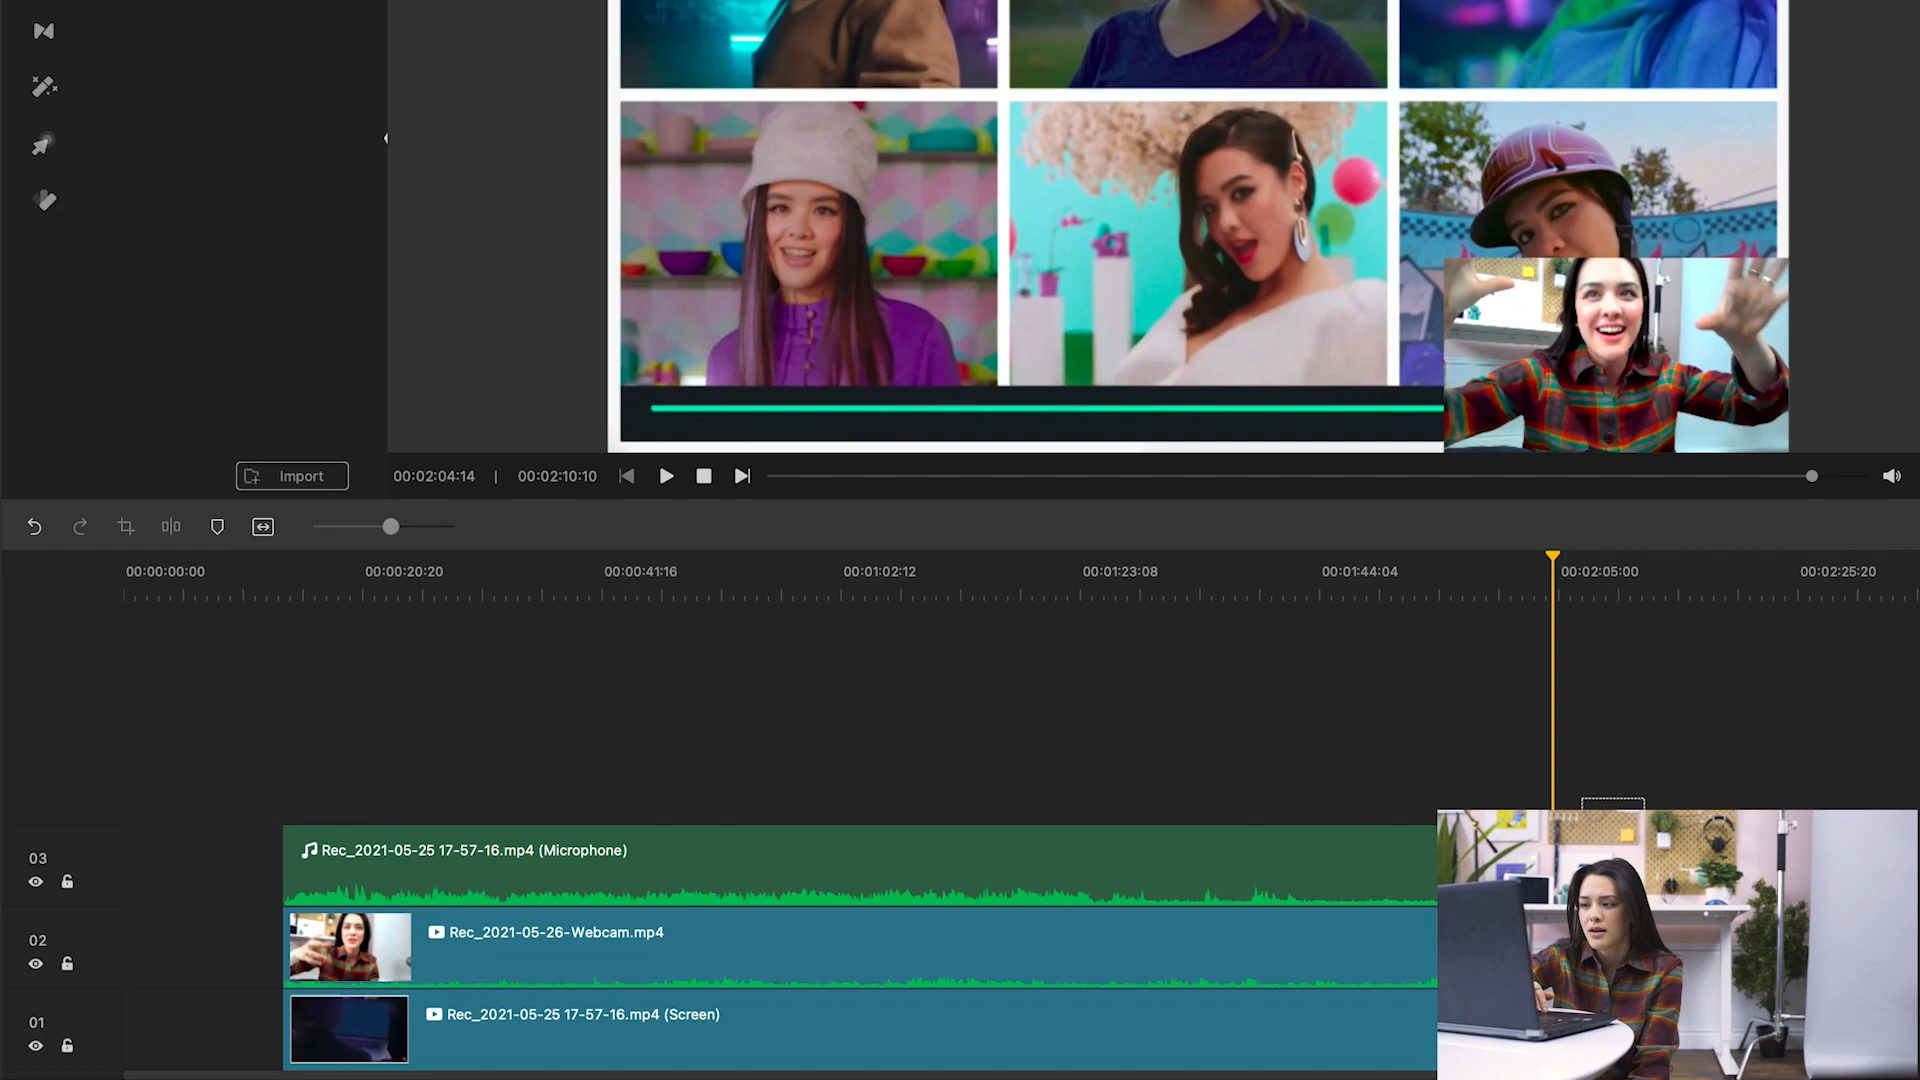 Import
00:02:04:14 | 00:02:10:10
00:00:00:00 00:00:20:20 00:00:41:16 00:01:02:12 00:01:23:08 00:01:44:04 00:02:05:00 00:02:25:20
03
Rec_2021-05-25 17-57-16.mp4 (Microphone)
02
Rec_2021-05-26-Webcam.mp4
01
Rec_2021-05-25 17-57-16.mp4 (Screen)